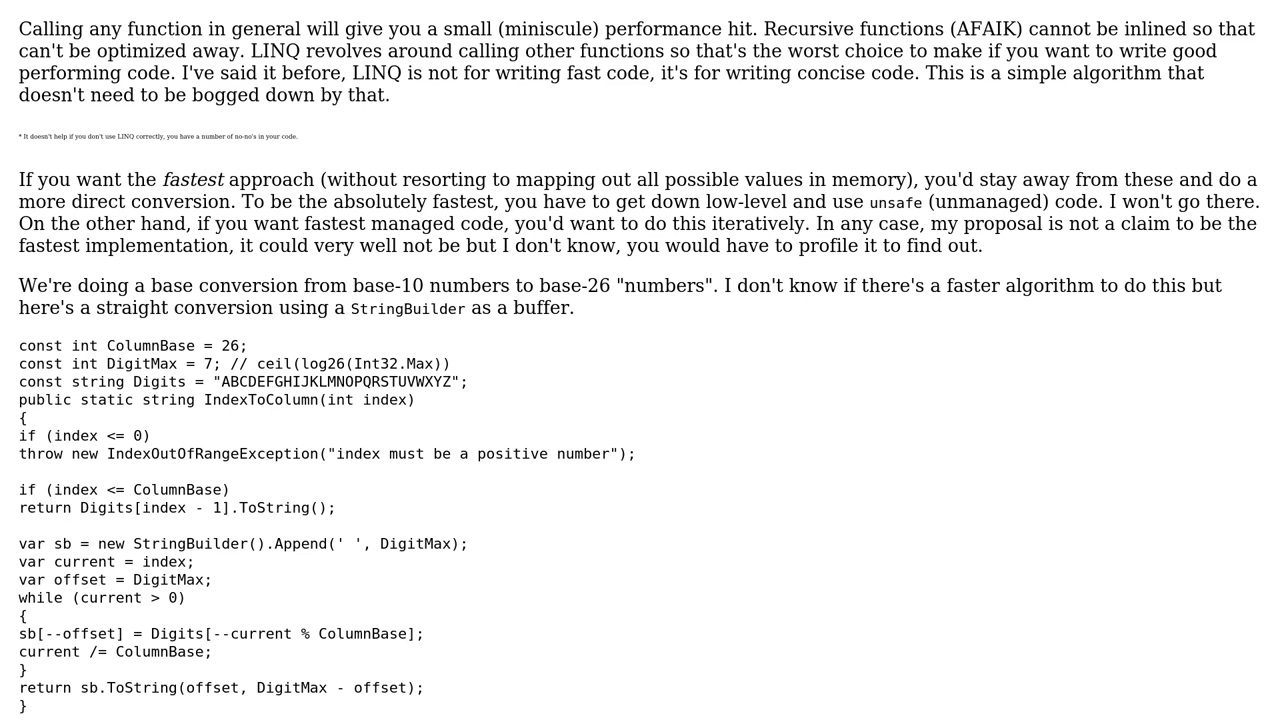 Calling any function in general will give you a small (miniscule) performance hit. Recursive functions (AFAIK) cannot be inlined so that
can't be optimized away. LINQ revolves around calling other functions so that's the worst choice to make if you want to write good
performing code. I've said it before, LINQ is not for writing fast code, it's for writing concise code. This is a simple algorithm that
doesn't need to be bogged down by that.
* It doesn't help if you don't use LINQ correctly, you have a number of no-no's in your code.
If you want the fastest approach (without resorting to mapping out all possible values in memory), you'd stay away from these and do a
more direct conversion. To be the absolutely fastest, you have to get down low-level and use unsafe (unmanaged) code. I won't go there.
On the other hand, if you want fastest managed code, you'd want to do this iteratively. In any case, my proposal is not a claim to be the
fastest implementation, it could very well not be but I don't know, you would have to profile it to find out.
We're doing a base conversion from base-10 numbers to base-26 "numbers". I don't know if there's a faster algorithm to do this but
here's a straight conversion using a StringBuilder as a buffer.
const int ColumnBase = 26;
const int DigitMax = 7; // ceil(log26(Int32.Max))
const string Digits = "ABCDEFGHIJKLMNOPQRSTUVWXYZ";
public static string IndexToColumn(int index)
{
if (index <= 0)
throw new IndexOutOfRangeException("index must be a positive number");
if (index <= ColumnBase)
return Digits[index - 1].ToString();
var sb = new StringBuilder().Append(' ', DigitMax);
var current = index;
var offset = DigitMax;
while (current > 0)
{
sb[--offset] = Digits[--current % ColumnBase];
current /= ColumnBase;
}
return sb.ToString(offset, DigitMax - offset);
}